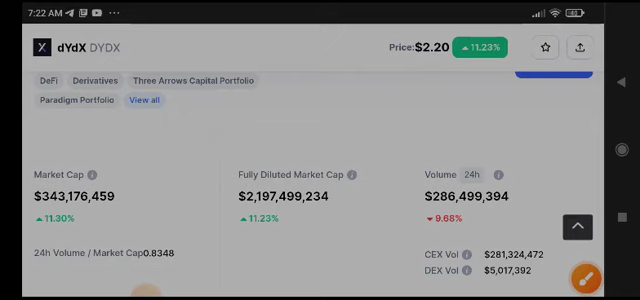 7:22 AM
dYdX DYDX Price:$2.20 11.23%
DeFi Derivatives Three Arrows Capital Portfolio
Paradigm Portfolio View all
Market Cap Fully Diluted Market Cap Volume 24h
$343,176,459 $2,197,499,234 $286,499,394
11.30% 11.23% 9.68%
24h Volume / Market Cap0.8348 CEX Vol $281,324,472
DEX Vol $5,017,392